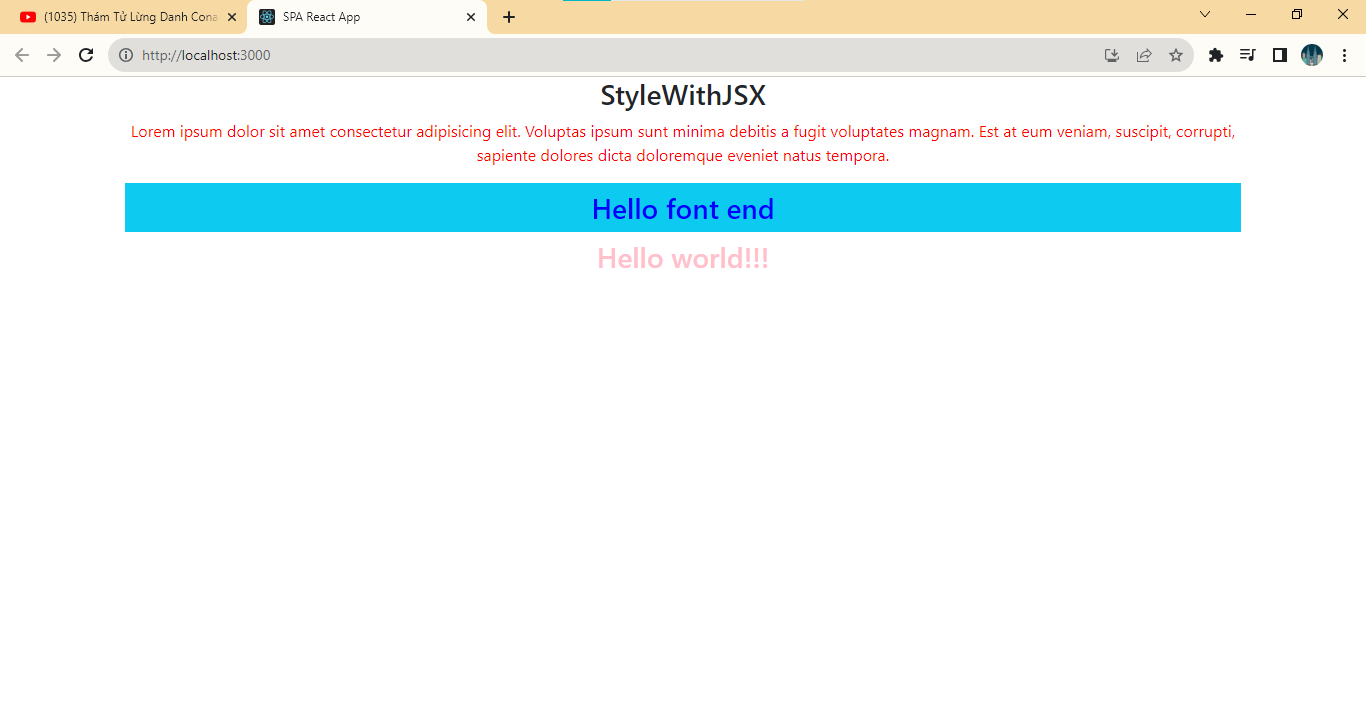 (1035) Thám Tử Lừng Danh Cona
SPA React App
http://localhost:3000
StyleWithJSX
Lorem ipsum dolor sit amet consectetur adipisicing elit. Voluptas ipsum sunt minima debitis a fugit voluptates magnam. Est at eum veniam, suscipit, corrupti,
sapiente dolores dicta doloremque eveniet natus tempora.
Hello font end
Hello world!!!